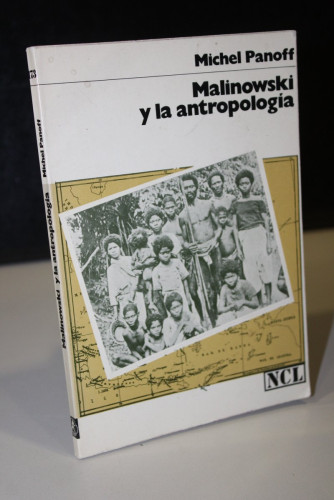 Michel Panoff
Malinowski
y la antropología
NCL
Malinowski y la antropología Michel Panoff